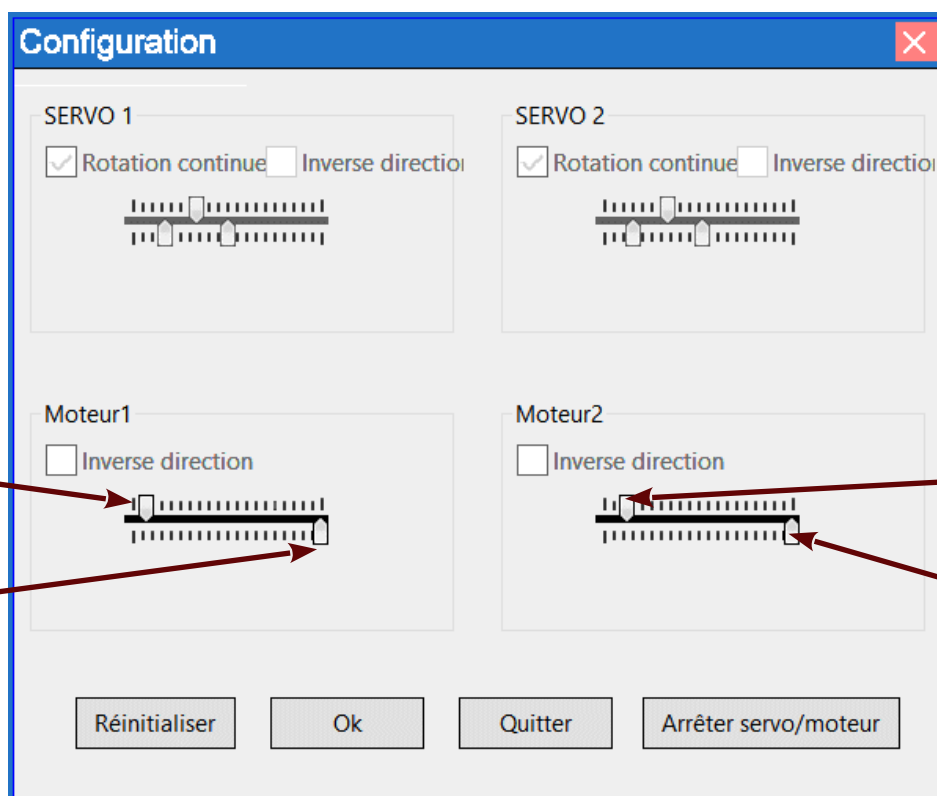 Configuration
SERVO 1
Rotation continue Inverse direction
SERVO 2
Rotation continue Inverse direction
Moteur1
Inverse direction
Moteur2
Inverse direction
Réinitialiser Ok Quitter Arrêter servo/moteur